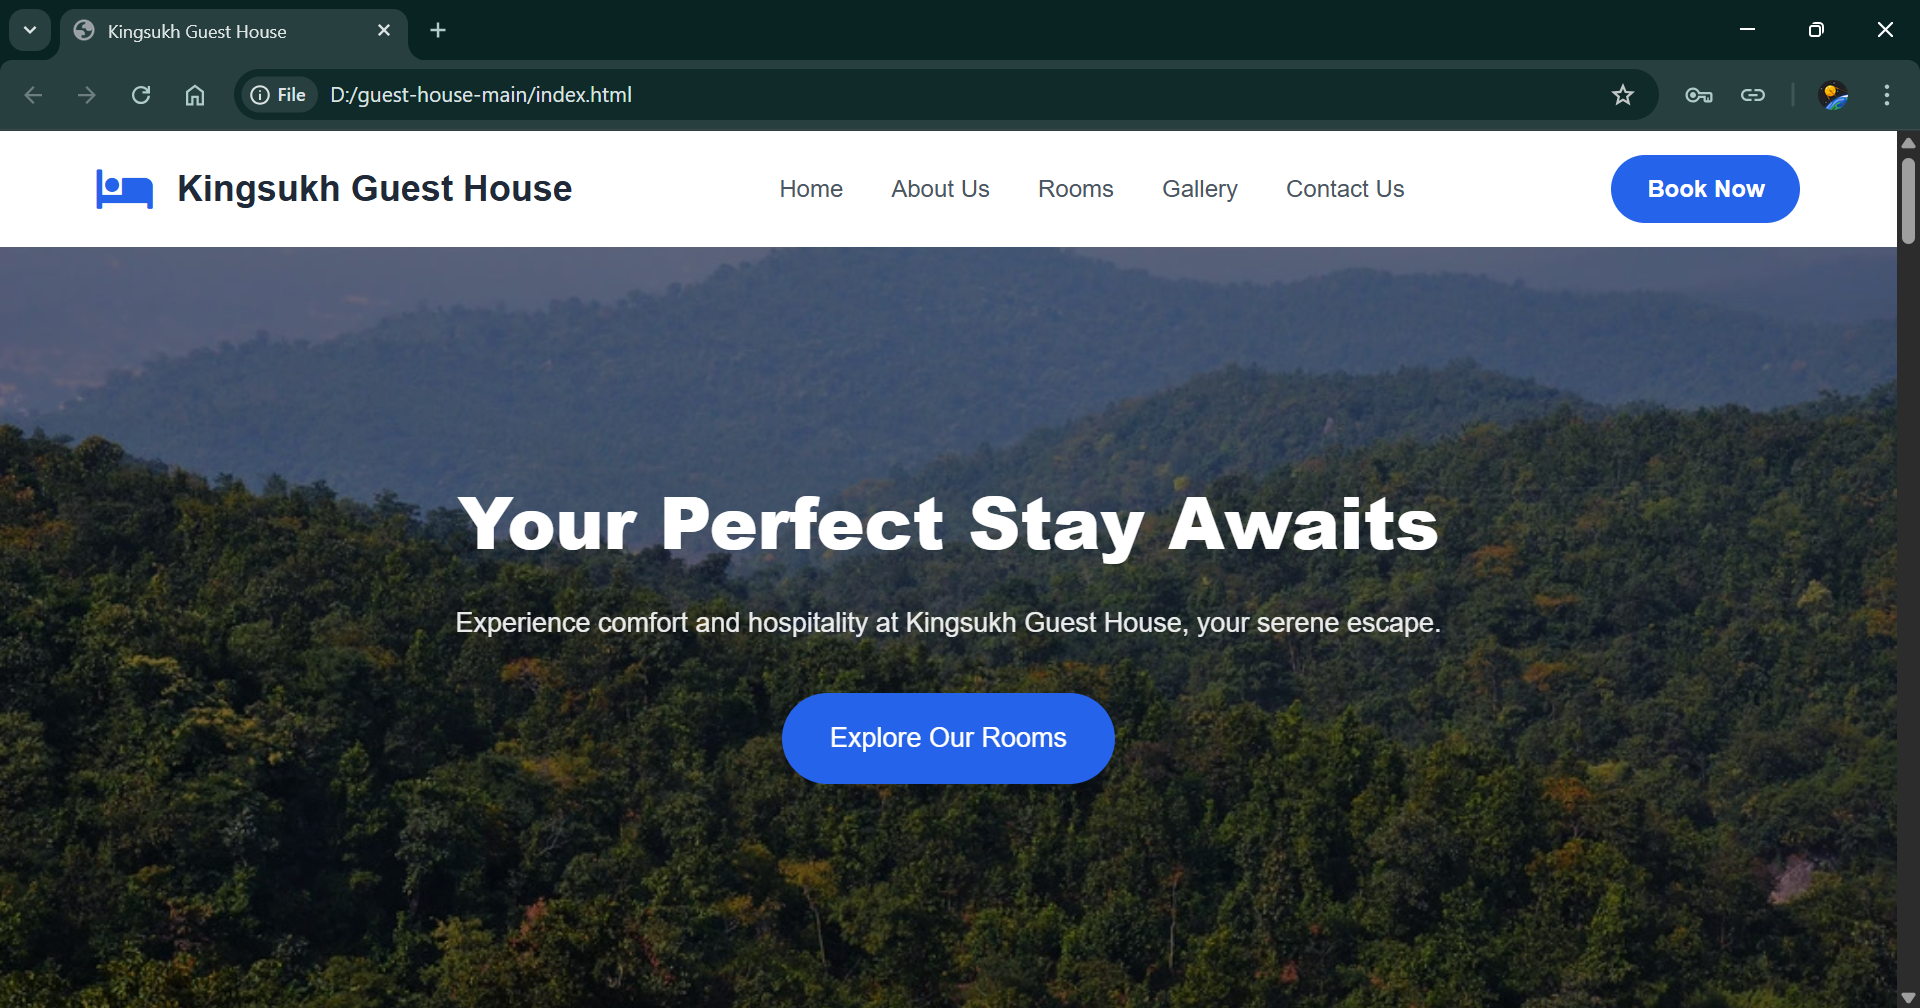 Kingsukh Guest House
File D:/guest-house-main/index.html
Kingsukh Guest House Home About Us Rooms Gallery Contact Us Book Now
Your Perfect Stay Awaits
Experience comfort and hospitality at Kingsukh Guest House, your serene escape.
Explore Our Rooms